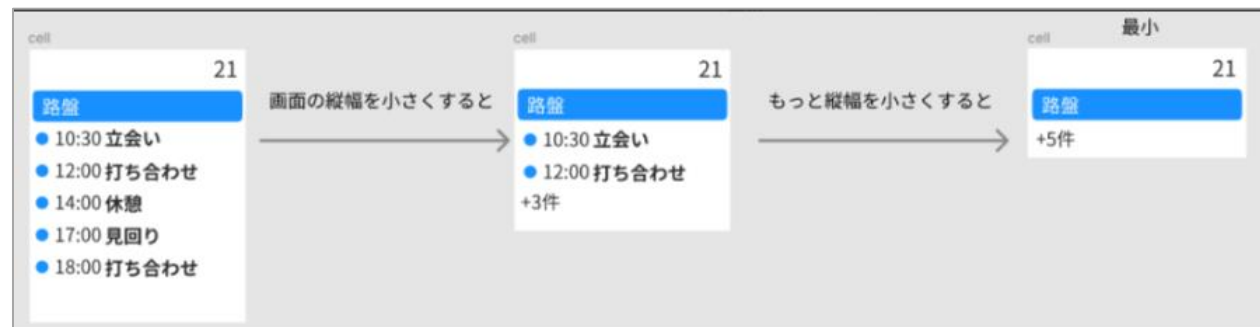 cell
21
路盤
10:30 立会い
12:00 打ち合わせ
14:00 休憩
17:00 見回り
18:00 打ち合わせ
画面の縦幅を小さくすると
cell
21
路盤
10:30 立会い
12:00 打ち合わせ
+3件
もっと縦幅を小さくすると
最小
cell
21
路盤
+5件